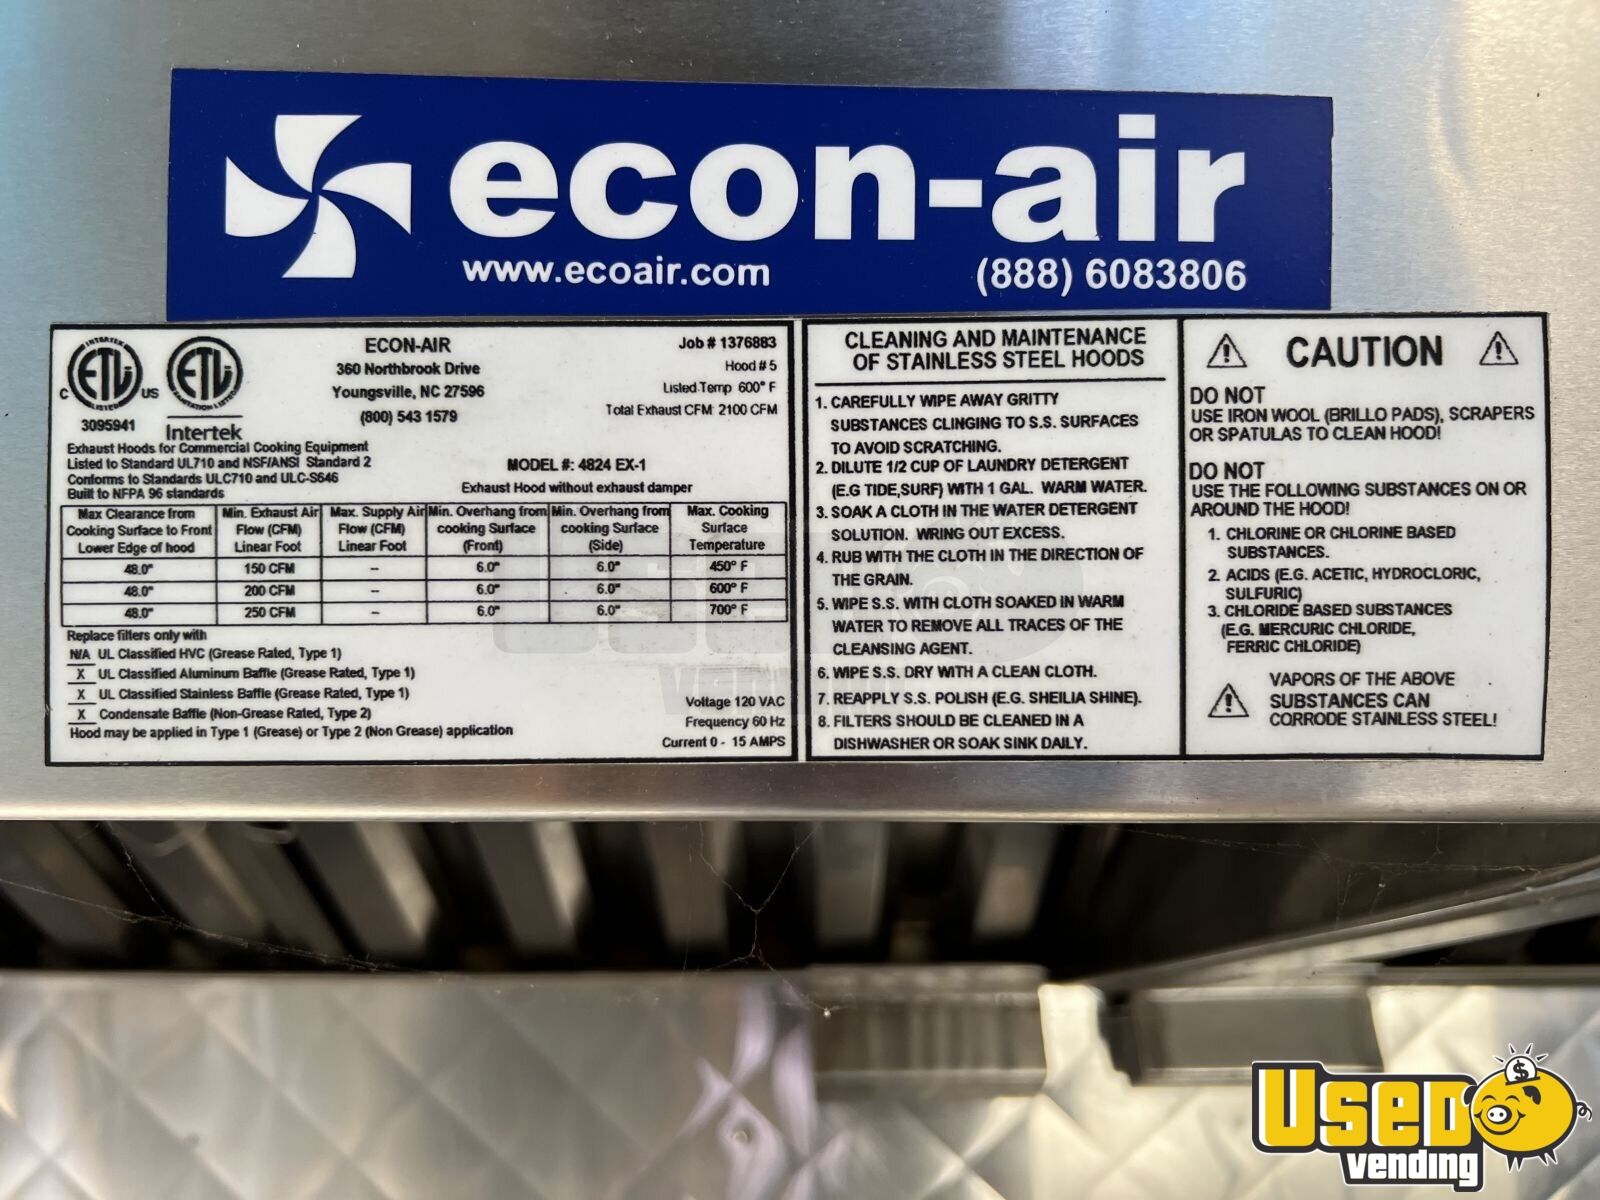 econ-air
www.ecoair.com (888) 6083806
C ETL US
INTERTEK
LISTED
3095941
ETL
SANITATION LISTED
Intertek
ECON-AIR
360 Northbrook Drive
Youngsville, NC 27596
(800) 543 1579
Job # 1376883
Hood # 5
Listed Temp 600° F
Total Exhaust CFM: 2100 CFM
Exhaust Hoods for Commercial Cooking Equipment
Listed to Standard UL710 and NSF/ANSI Standard 2
Conforms to Standards ULC710 and ULC-S646
Built to NFPA 96 standards
MODEL #: 4824 EX-1
Exhaust Hood without exhaust damper
Max Clearance from Min. Exhaust Air Max. Supply Air Min. Overhang from Min. Overhang from Max. Cooking
Cooking Surface to Front Flow (CFM) Flow (CFM) cooking Surface cooking Surface Surface
Lower Edge of hood Linear Foot Linear Foot (Front) (Side) Temperature
48.0" 150 CFM -- 6.0" 6.0" 450° F
48.0" 200 CFM -- 6.0" 6.0" 600° F
48.0" 250 CFM -- 6.0" 6.0" 700° F
Replace filters only with
N/A UL Classified HVC (Grease Rated, Type 1)
X UL Classified Aluminum Baffle (Grease Rated, Type 1)
X UL Classified Stainless Baffle (Grease Rated, Type 1)
X Condensate Baffle (Non-Grease Rated, Type 2)
Hood may be applied in Type 1 (Grease) or Type 2 (Non Grease) application
Voltage 120 VAC
Frequency 60 Hz
Current 0 - 15 AMPS
CLEANING AND MAINTENANCE
OF STAINLESS STEEL HOODS
1. CAREFULLY WIPE AWAY GRITTY
SUBSTANCES CLINGING TO S.S. SURFACES
TO AVOID SCRATCHING.
2. DILUTE 1/2 CUP OF LAUNDRY DETERGENT
(E.G TIDE,SURF) WITH 1 GAL. WARM WATER.
3. SOAK A CLOTH IN THE WATER DETERGENT
SOLUTION. WRING OUT EXCESS.
4. RUB WITH THE CLOTH IN THE DIRECTION OF
THE GRAIN.
5. WIPE S.S. WITH CLOTH SOAKED IN WARM
WATER TO REMOVE ALL TRACES OF THE
CLEANSING AGENT.
6. WIPE S.S. DRY WITH A CLEAN CLOTH.
7. REAPPLY S.S. POLISH (E.G. SHEILIA SHINE).
8. FILTERS SHOULD BE CLEANED IN A
DISHWASHER OR SOAK SINK DAILY.
CAUTION
DO NOT
USE IRON WOOL (BRILLO PADS), SCRAPERS
OR SPATULAS TO CLEAN HOOD!
DO NOT
USE THE FOLLOWING SUBSTANCES ON OR
AROUND THE HOOD!
1. CHLORINE OR CHLORINE BASED
SUBSTANCES.
2. ACIDS (E.G. ACETIC, HYDROCLORIC,
SULFURIC)
3. CHLORIDE BASED SUBSTANCES
(E.G. MERCURIC CHLORIDE,
FERRIC CHLORIDE)
VAPORS OF THE ABOVE
SUBSTANCES CAN
CORRODE STAINLESS STEEL!
USED
vending